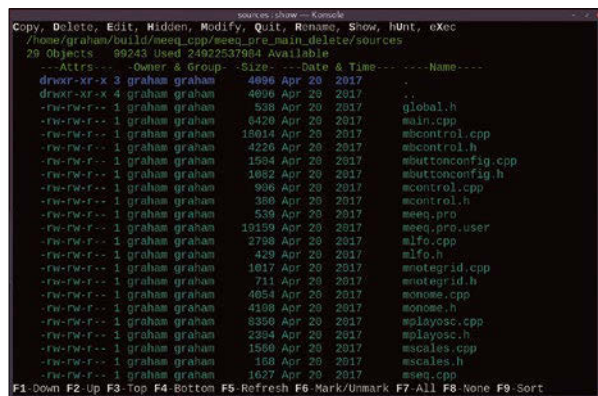 sources : show — Konsole
Copy, Delete, Edit, Hidden, Modify, Quit, Rename, Show, hUnt, eXec
/home/graham/build/meeq_cpp/meeq_pre_main_delete/sources
29 Objects 99243 Used 24922537984 Available
---Attrs--- -Owner & Group- -Size- ---Date & Time--- ----Name----
drwxr-xr-x 3 graham graham 4096 Apr 20 2017 .
drwxr-xr-x 4 graham graham 4096 Apr 20 2017 ..
-rw-rw-r-- 1 graham graham 538 Apr 20 2017 global.h
-rw-rw-r-- 1 graham graham 6420 Apr 20 2017 main.cpp
-rw-rw-r-- 1 graham graham 18014 Apr 20 2017 mbcontrol.cpp
-rw-rw-r-- 1 graham graham 4226 Apr 20 2017 mbcontrol.h
-rw-rw-r-- 1 graham graham 1504 Apr 20 2017 mbuttonconfig.cpp
-rw-rw-r-- 1 graham graham 1082 Apr 20 2017 mbuttonconfig.h
-rw-rw-r-- 1 graham graham 906 Apr 20 2017 mcontrol.cpp
-rw-rw-r-- 1 graham graham 380 Apr 20 2017 mcontrol.h
-rw-rw-r-- 1 graham graham 539 Apr 20 2017 meeq.pro
-rw-rw-r-- 1 graham graham 19159 Apr 20 2017 meeq.pro.user
-rw-rw-r-- 1 graham graham 2798 Apr 20 2017 mlfo.cpp
-rw-rw-r-- 1 graham graham 429 Apr 20 2017 mlfo.h
-rw-rw-r-- 1 graham graham 1017 Apr 20 2017 mnotegrid.cpp
-rw-rw-r-- 1 graham graham 711 Apr 20 2017 mnotegrid.h
-rw-rw-r-- 1 graham graham 4054 Apr 20 2017 monome.cpp
-rw-rw-r-- 1 graham graham 4108 Apr 20 2017 monome.h
-rw-rw-r-- 1 graham graham 8350 Apr 20 2017 mplayosc.cpp
-rw-rw-r-- 1 graham graham 2394 Apr 20 2017 mplayosc.h
-rw-rw-r-- 1 graham graham 1560 Apr 20 2017 mscales.cpp
-rw-rw-r-- 1 graham graham 168 Apr 20 2017 mscales.h
-rw-rw-r-- 1 graham graham 1627 Apr 20 2017 mseq.cpp
F1-Down F2-Up F3-Top F4-Bottom F5-Refresh F6-Mark/Unmark F7-All F8-None F9-Sort